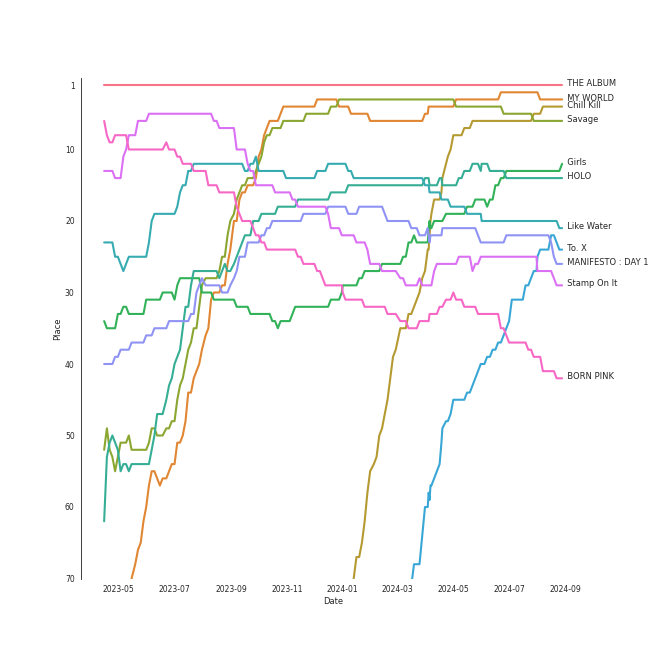 1
10
20
30
40
50
60
70
Place
2023-05
2023-07
2023-09
2023-11
2024-01
2024-03
2024-05
2024-07
2024-09
Date
THE ALBUM
MY WORLD
Chill Kill
Savage
Girls
HOLO
Like Water
To. X
MANIFESTO : DAY 1
Stamp On It
BORN PINK